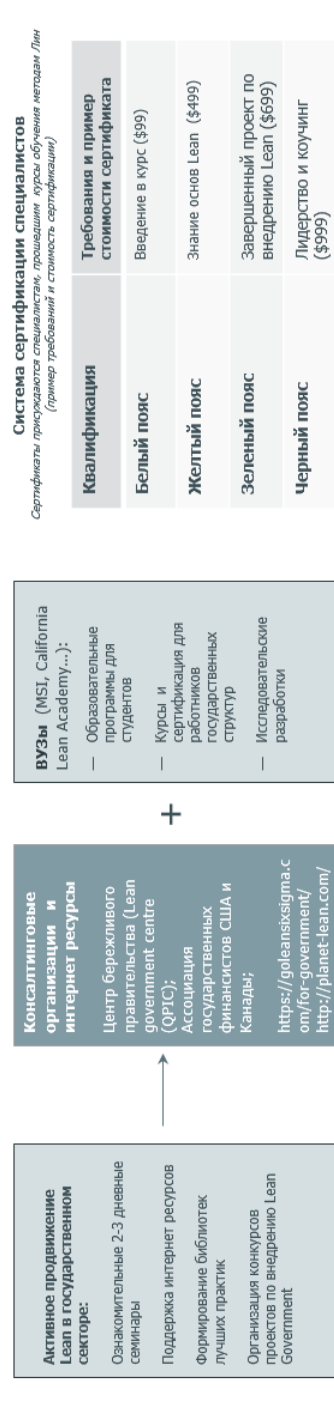 Активное продвижение
Lean в государственном
секторе:
Ознакомительные 2-3 дневные
семинары
Поддержка интернет ресурсов
Формирование библиотек
лучших практик
Организация конкурсов
проектов по внедрению Lean
Government
Консалтинговые
организации и
интернет ресурсы
Центр бережливого
правительства (Lean
government centre
(QPIC);
Ассоциация
государственных
финансистов США и
Канады;
https://goleansixsigma.c
om/for-government/
http://planet-lean.com/
+
ВУЗы (MSI, California
Lean Academy...):
— Образовательные
программы для
студентов
— Курсы и
сертификация для
работников
государственных
структур
— Исследовательские
разработки
Система сертификации специалистов
Сертификаты присуждаются специалистам, прошедшим курсы обучения методам Лин
(пример требований и стоимость сертификации)
Квалификация Требования и пример
стоимости сертификата
Белый пояс Введение в курс ($99)
Желтый пояс Знание основ Lean ($499)
Зеленый пояс Завершенный проект по
внедрению Lean ($699)
Черный пояс Лидерство и коучинг
($999)